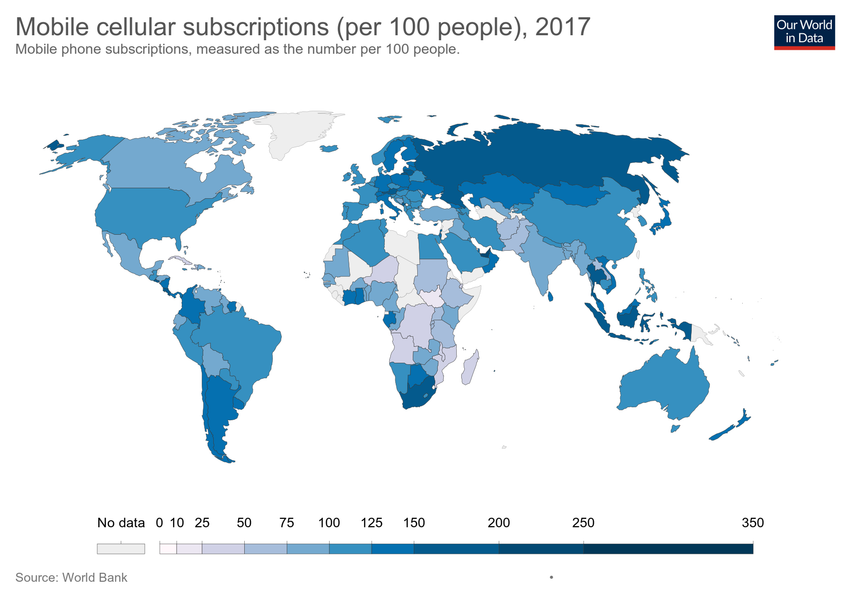 Mobile cellular subscriptions (per 100 people), 2017
Mobile phone subscriptions, measured as the number per 100 people.
Our World
in Data
No data 0 10 25 50 75 100 125 150 200 250 350
Source: World Bank